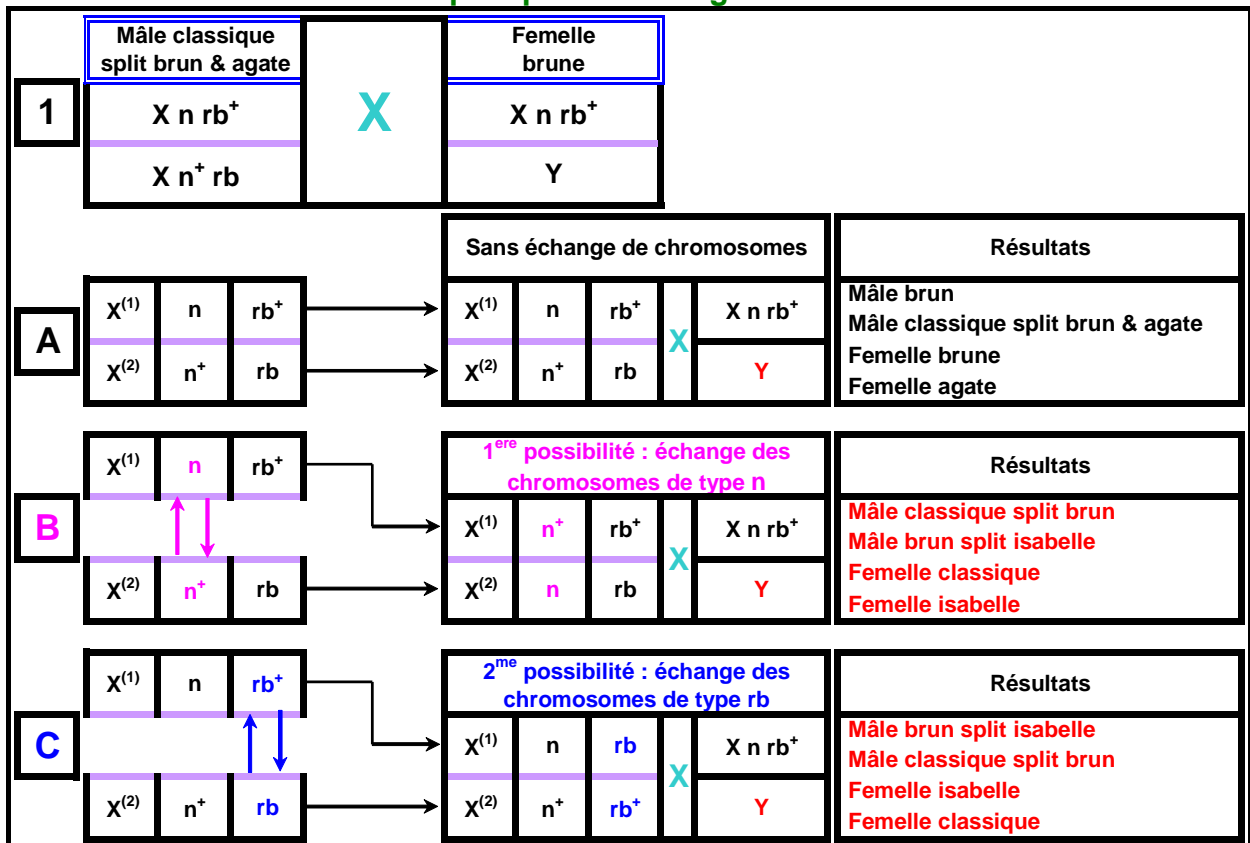 Mâle classique
split brun & agate
Femelle
brune
1
X n rb⁺
X
X n rb⁺
X n⁺ rb
Y
Sans échange de chromosomes
Résultats
A
X⁽¹⁾ n rb⁺
X⁽¹⁾ n rb⁺
X
X n rb⁺
X⁽²⁾ n⁺ rb
X⁽²⁾ n⁺ rb
Y
Mâle brun
Mâle classique split brun & agate
Femelle brune
Femelle agate
1ᵉʳᵉ possibilité : échange des
chromosomes de type n
Résultats
B
X⁽¹⁾ n rb⁺
X⁽²⁾ n⁺ rb
X⁽¹⁾ n⁺ rb⁺
X
X n rb⁺
X⁽²⁾ n rb
Y
Mâle classique split brun
Mâle brun split isabelle
Femelle classique
Femelle isabelle
2ᵐᵉ possibilité : échange des
chromosomes de type rb
Résultats
C
X⁽¹⁾ n rb⁺
X⁽²⁾ n⁺ rb
X⁽¹⁾ n rb
X
X n rb⁺
X⁽²⁾ n⁺ rb⁺
Y
Mâle brun split isabelle
Mâle classique split brun
Femelle isabelle
Femelle classique